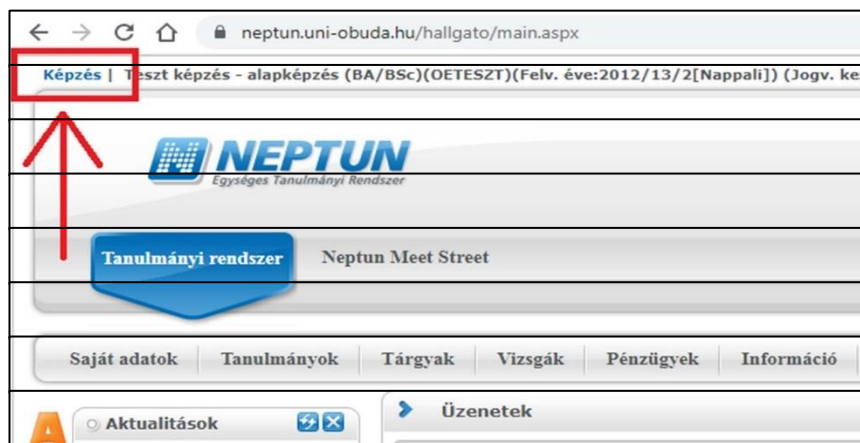 neptun.uni-obuda.hu/hallgato/main.aspx
Képzés | Teszt képzés - alapképzés (BA/BSc)(OETESZT)(Felv. éve:2012/13/2[Nappali]) (Jogv. ke
NEPTUN
Egységes Tanulmányi Rendszer
Tanulmányi rendszer Neptun Meet Street
Saját adatok Tanulmányok Tárgyak Vizsgák Pénzügyek Információ
Aktualitások Üzenetek